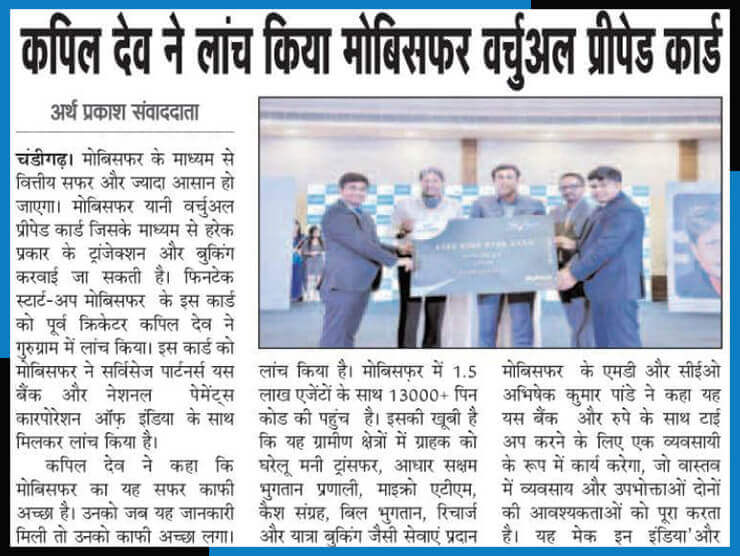 कपिल देव ने लांच किया मोबिसफर वर्चुअल प्रीपेड कार्ड
अर्थ प्रकाश संवाददाता
चंडीगढ़। मोबिसफर के माध्यम से
वित्तीय सफर और ज्यादा आसान हो
जाएगा। मोबिसफर यानी वर्चुअल
प्रीपेड कार्ड जिसके माध्यम से हरेक
प्रकार के ट्रांजेक्शन और बुकिंग
करवाई जा सकती है। फिनटेक
स्टार्ट-अप मोबिसफर के इस कार्ड
को पूर्व क्रिकेटर कपिल देव ने
गुरुग्राम में लांच किया। इस कार्ड को
मोबिसफर ने सर्विसेज पार्टनर्स यस
बैंक और नेशनल पेमेंट्स
कारपोरेशन ऑफ़ इंडिया के साथ
मिलकर लांच किया है।
कपिल देव ने कहा कि
मोबिसफर का यह सफर काफी
अच्छा है। उनको जब यह जानकारी
मिली तो उनको काफी अच्छा लगा।
लांच किया है। मोबिसफ़र में 1.5
लाख एजेंटों के साथ 13000+ पिन
कोड की पहुंच है। इसकी खूबी है
कि यह ग्रामीण क्षेत्रों में ग्राहक को
घरेलू मनी ट्रांसफर, आधार सक्षम
भुगतान प्रणाली, माइक्रो एटीएम,
कैश संग्रह, बिल भुगतान, रिचार्ज
और यात्रा बुकिंग जैसी सेवाएं प्रदान
मोबिसफर के एमडी और सीईओ
अभिषेक कुमार पांडे ने कहा यह
यस बैंक और रुपे के साथ टाई
अप करने के लिए एक व्यवसायी
के रूप में कार्य करेगा, जो वास्तव
में व्यवसाय और उपभोक्ताओं दोनों
की आवश्यकताओं को पूरा करता
है। यह मेक इन इंडिया'और